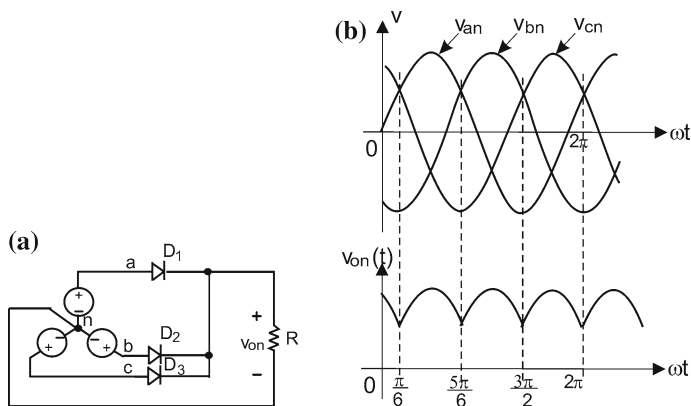 (a)
a
D1
+
−
n
+
−
−
+
b
D2
c
D3
+
von
−
R
(b)
v
van
vbn
vcn
0
2π
ωt
von(t)
0
π/6
5π/6
3π/2
2π
ωt